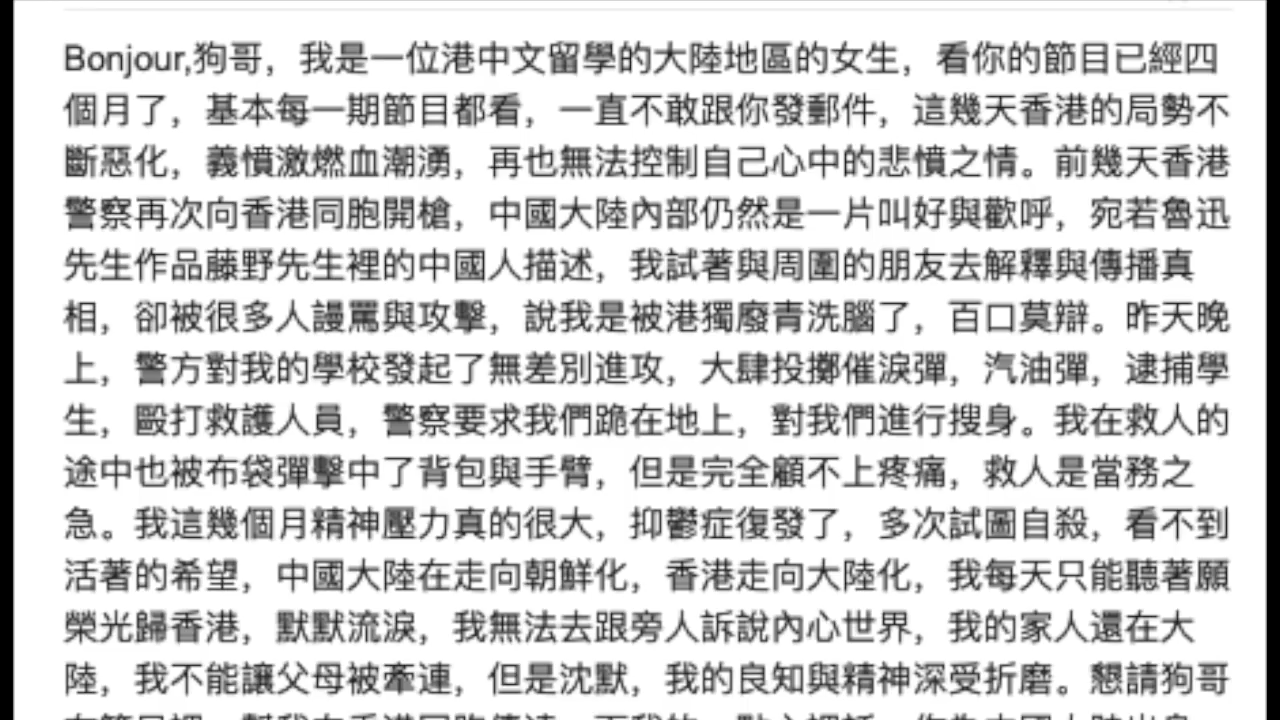 Bonjour,狗哥，我是一位港中文留學的大陸地區的女生，看你的節目已經四
個月了，基本每一期節目都看，一直不敢跟你發郵件，這幾天香港的局勢不
斷惡化，義憤激燃血潮湧，再也無法控制自己心中的悲憤之情。前幾天香港
警察再次向香港同胞開槍，中國大陸內部仍然是一片叫好與歡呼，宛若魯迅
先生作品藤野先生裡的中國人描述，我試著與周圍的朋友去解釋與傳播真
相，卻被很多人謾罵與攻擊，說我是被港獨廢青洗腦了，百口莫辯。昨天晚
上，警方對我的學校發起了無差別進攻，大肆投擲催淚彈，汽油彈，逮捕學
生，毆打救護人員，警察要求我們跪在地上，對我們進行搜身。我在救人的
途中也被布袋彈擊中了背包與手臂，但是完全顧不上疼痛，救人是當務之
急。我這幾個月精神壓力真的很大，抑鬱症復發了，多次試圖自殺，看不到
活著的希望，中國大陸在走向朝鮮化，香港走向大陸化，我每天只能聽著願
榮光歸香港，默默流淚，我無法去跟旁人訴說內心世界，我的家人還在大
陸，我不能讓父母被牽連，但是沈默，我的良知與精神深受折磨。懇請狗哥